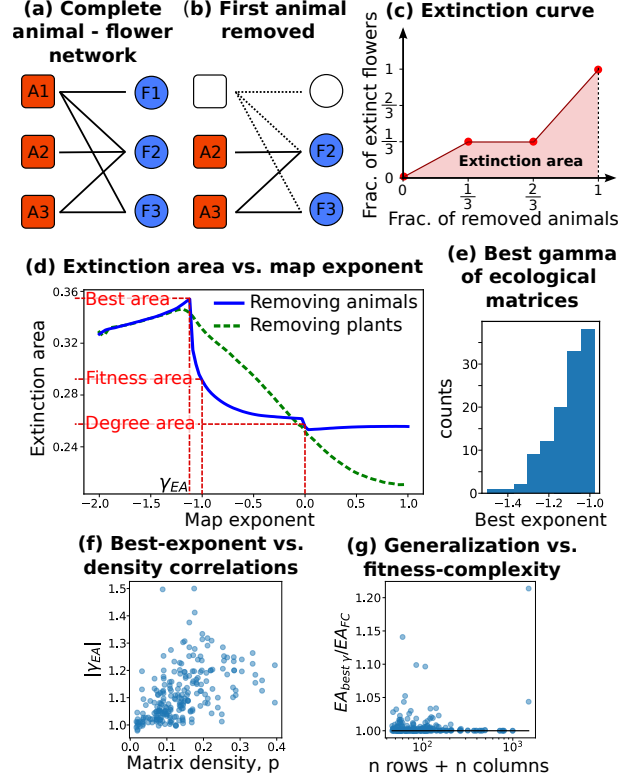 (a) Complete
animal - flower
network
(b) First animal
removed
(c) Extinction curve
A1
F1
A2
F2
A3
F3
A2
F2
A3
F3
Frac. of extinct flowers
1
2/3
1/3
0
Extinction area
0
1/3
2/3
1
Frac. of removed animals
(d) Extinction area vs. map exponent
Extinction area
0.36
0.32
0.28
0.24
Best area
Fitness area
Degree area
Removing animals
Removing plants
γEA
−2.0
−1.5
−1.0
−0.5
0.0
0.5
1.0
Map exponent
(e) Best gamma
of ecological
matrices
counts
30
20
10
0
−1.4
−1.2
−1.0
Best exponent
(f) Best-exponent vs.
density correlations
|γEA|
1.5
1.4
1.3
1.2
1.1
1.0
0.0
0.1
0.2
0.3
0.4
Matrix density, p
(g) Generalization vs.
fitness-complexity
EAbest γ/EAFC
1.20
1.15
1.10
1.05
1.00
10²
10³
n rows + n columns